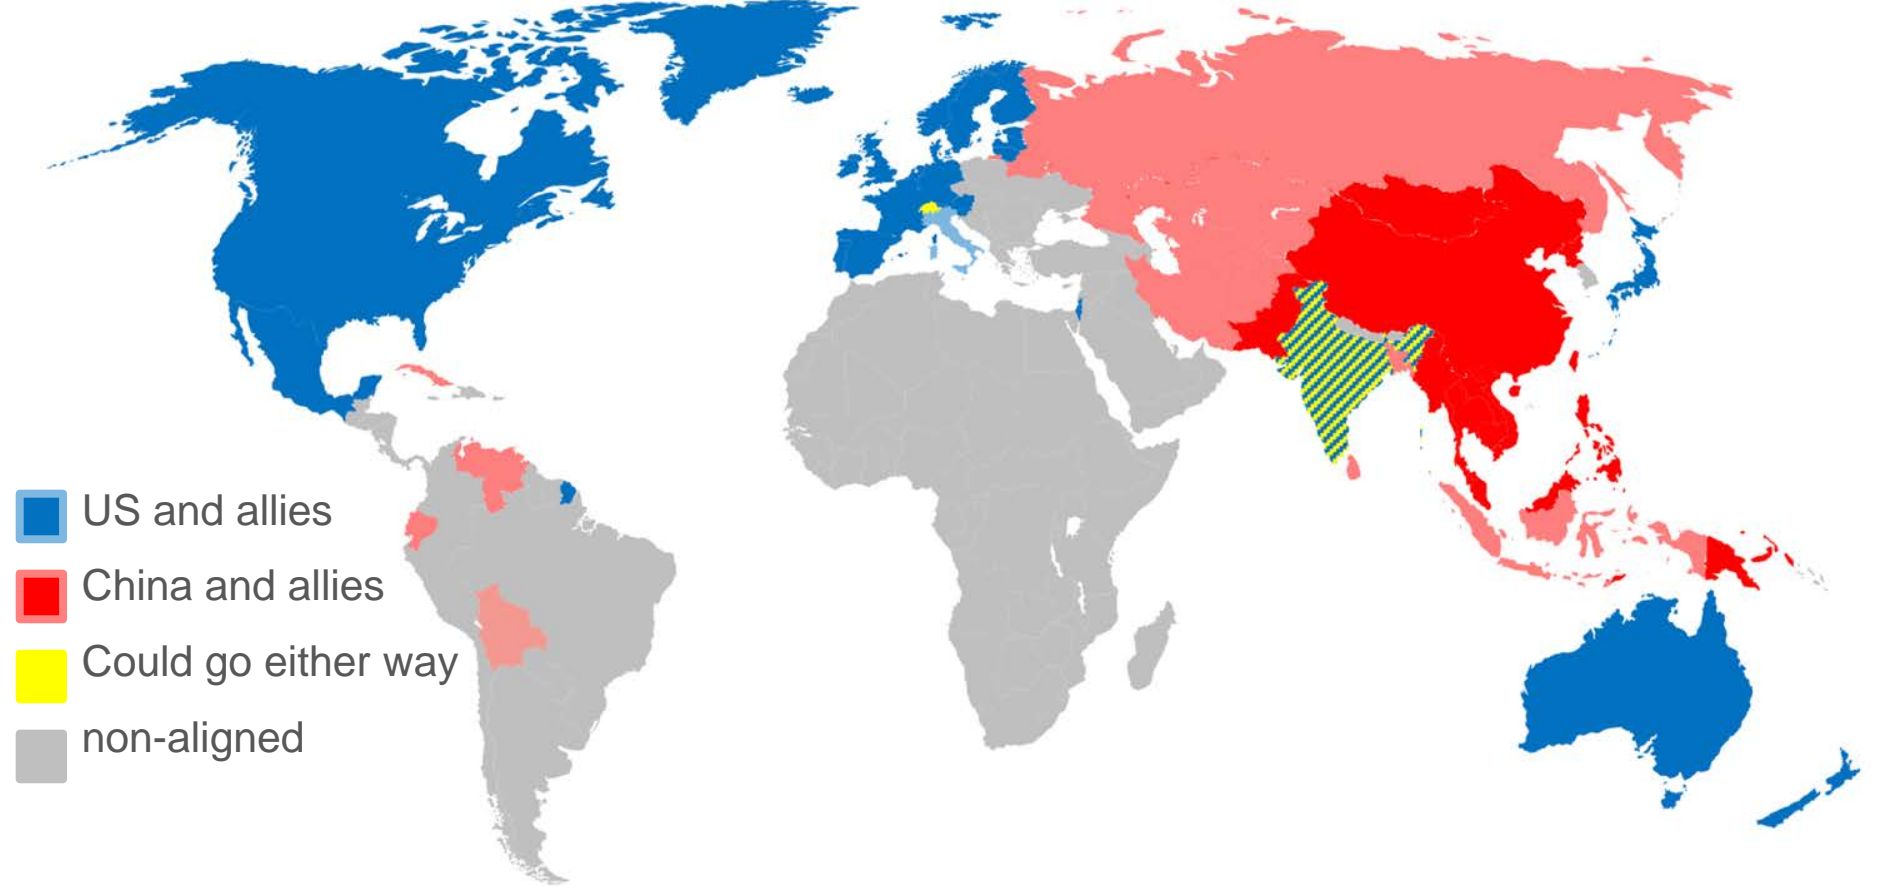 US and allies
China and allies
Could go either way
non-aligned